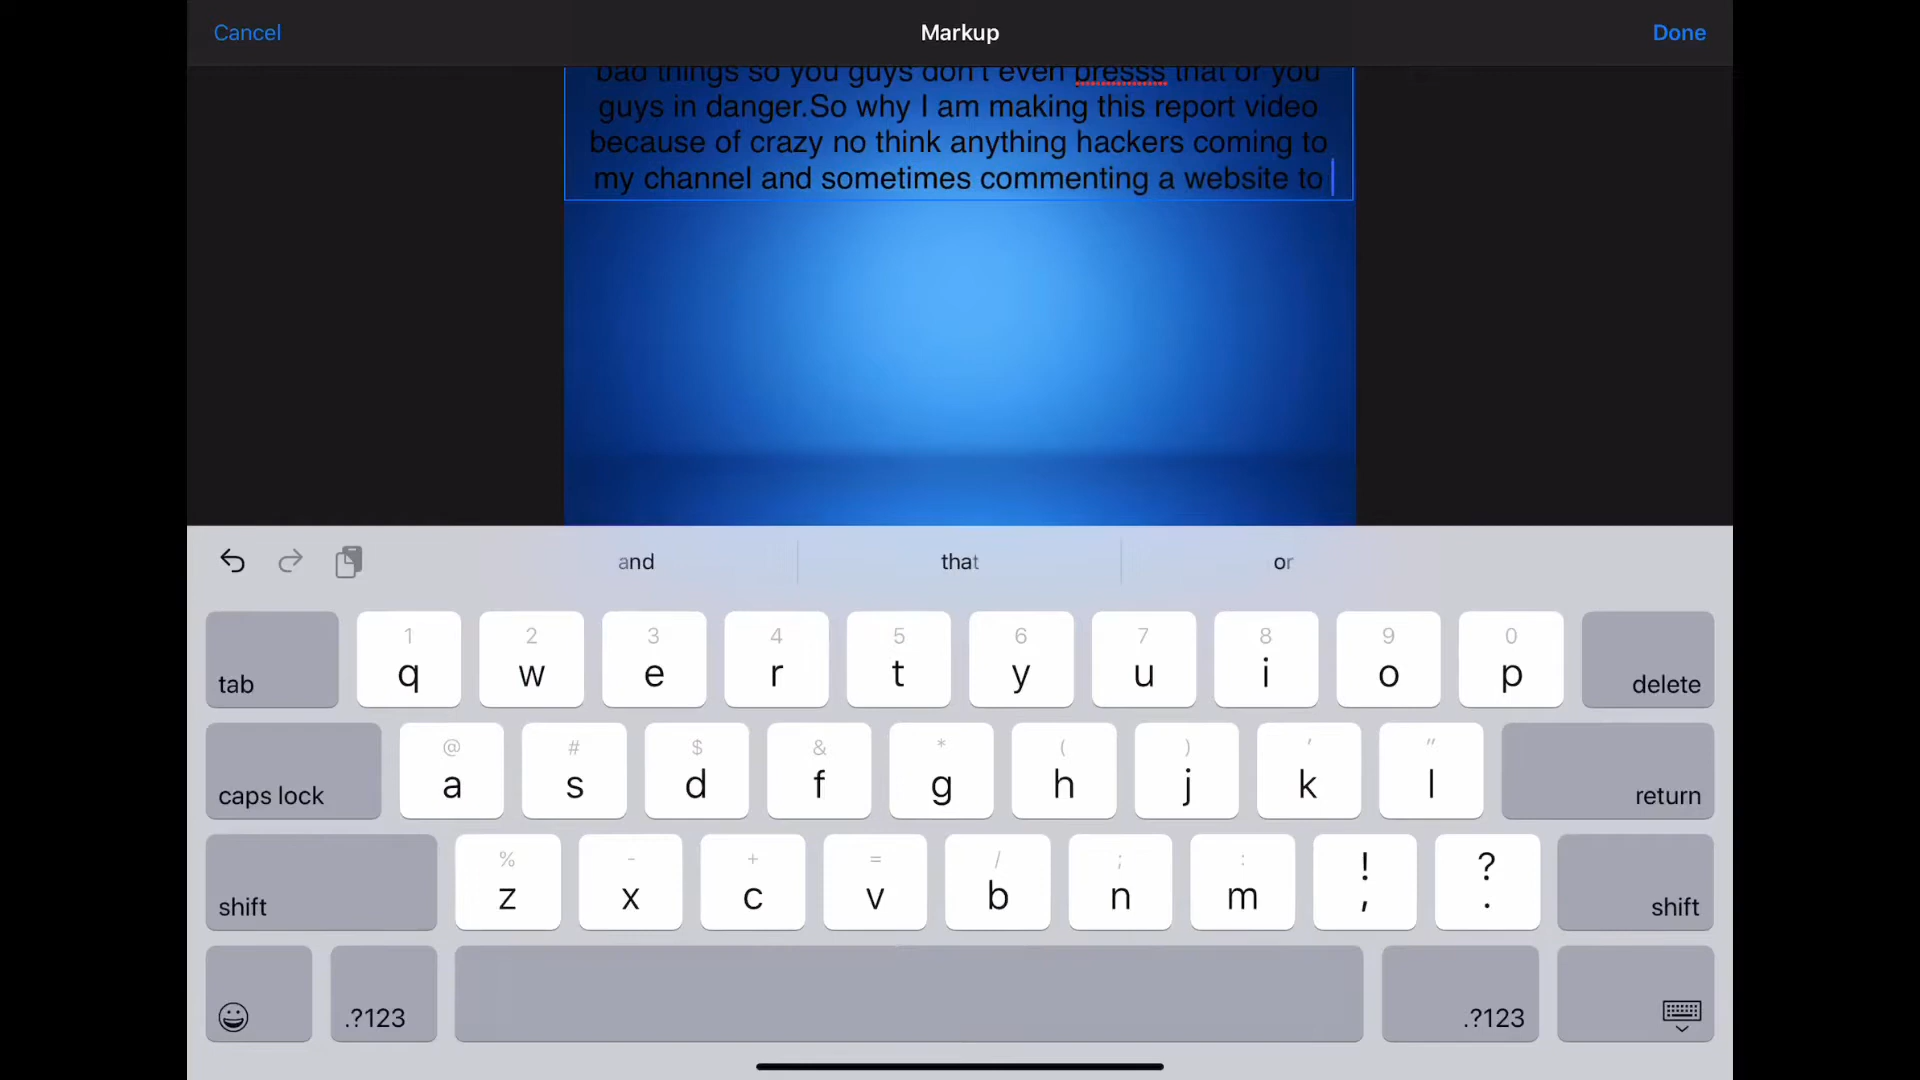 Cancel
Markup
Done
bad things so you guys don't even presss that or you
guys in danger.So why I am making this report video
because of crazy no think anything hackers coming to
my channel and sometimes commenting a website to
and
that
or
tab
1 2 3 4 5 6 7 8 9 0
q w e r t y u i o p
delete
@ # $ & * ( ) ' "
caps lock
a s d f g h j k l
return
% - + = / ; : ! ?
shift
z x c v b n m , .
shift
.?123
.?123